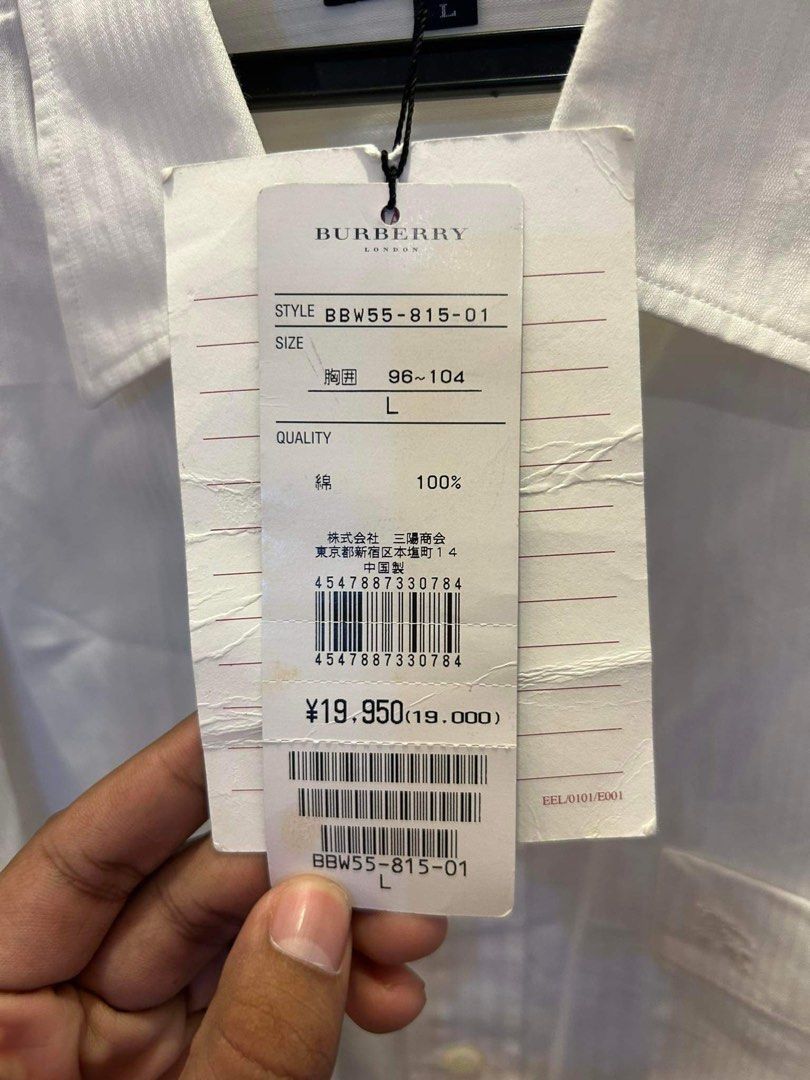 L
BURBERRY
LONDON
STYLE BBW55-815-01
SIZE
胸囲 96~104
L
QUALITY
綿 100%
株式会社 三陽商会
東京都新宿区本塩町14
中国製
4547887330784
4547887330784
¥19,950(19.000)
EEL/0101/E001
BBW55-815-01
L